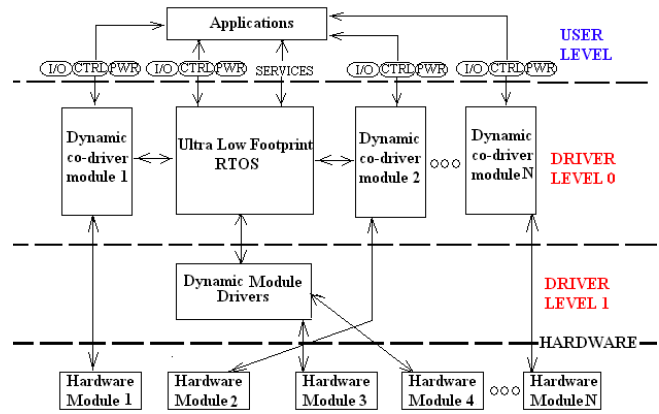 Applications
USER
LEVEL
I/O CTRL PWR I/O CTRL PWR SERVICES I/O CTRL PWR I/O CTRL PWR
Dynamic
co-driver
module 1
Ultra Low Footprint
RTOS
Dynamic
co-driver
module 2
Dynamic
co-driver
module N
DRIVER
LEVEL 0
Dynamic Module
Drivers
DRIVER
LEVEL 1
HARDWARE
Hardware
Module 1
Hardware
Module 2
Hardware
Module 3
Hardware
Module 4
Hardware
Module N